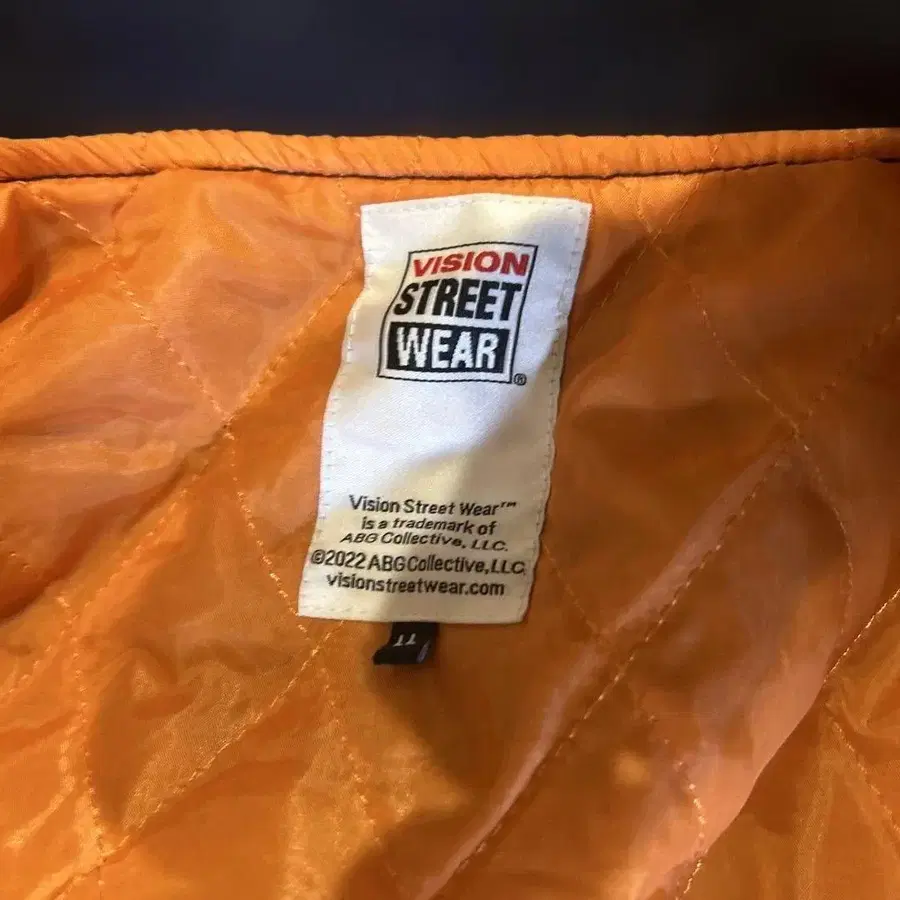 VISION
STREET
WEAR
®
Vision Street Wear™
is a trademark of
ABG Collective, LLC.
©2022 ABG Collective, LLC
visionstreetwear.com